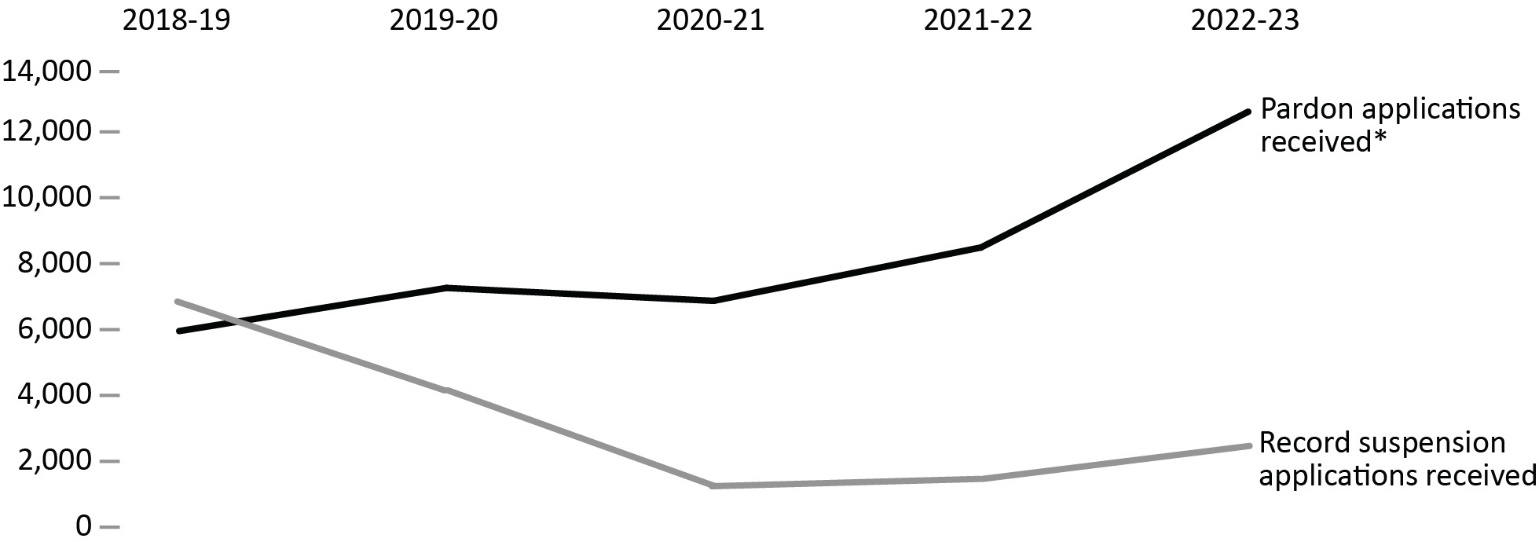 2018-19 2019-20 2020-21 2021-22 2022-23
14,000
12,000
10,000
8,000
6,000
4,000
2,000
0
Pardon applications
received*
Record suspension
applications received